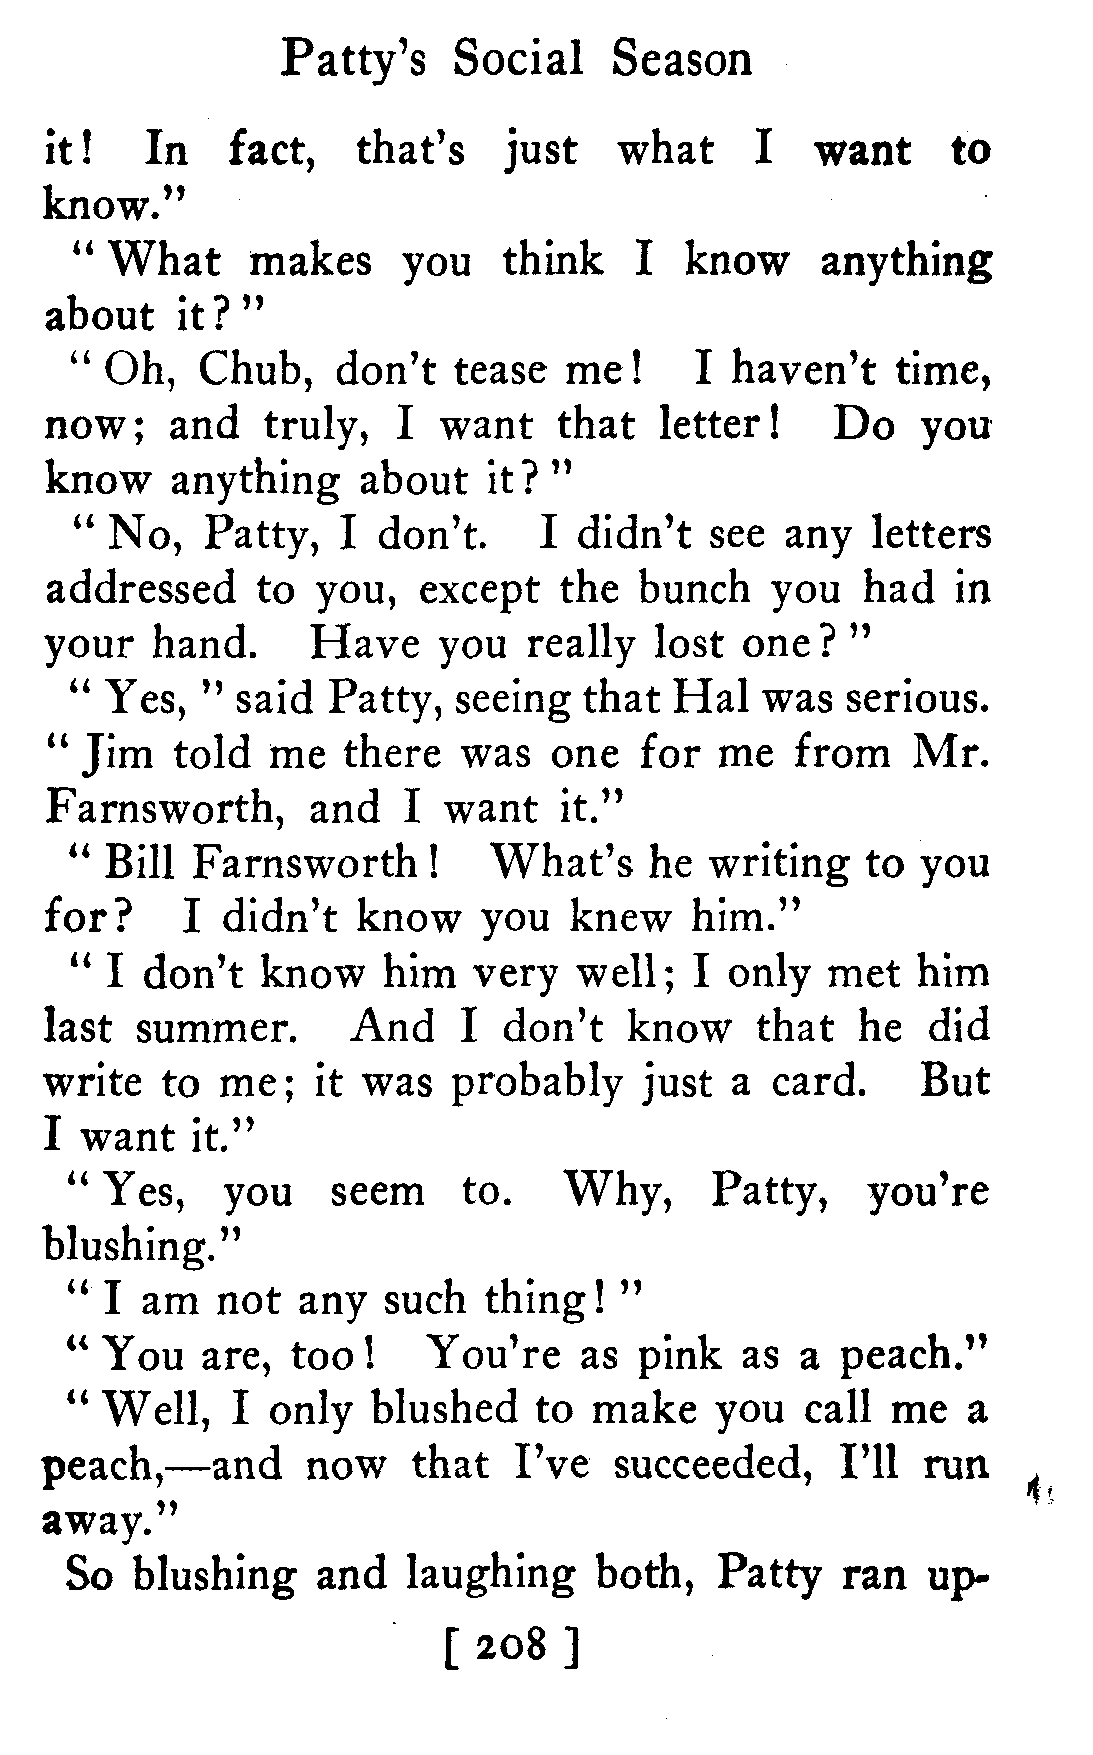 Patty's Social Season
it! In fact, that's just what I want to
know."
" What makes you think I know anything
about it? "
" Oh, Chub, don't tease me! I haven't time,
now; and truly, I want that letter! Do you
know anything about it? "
" No, Patty, I don't. I didn't see any letters
addressed to you, except the bunch you had in
your hand. Have you really lost one? "
" Yes, " said Patty, seeing that Hal was serious.
" Jim told me there was one for me from Mr.
Farnsworth, and I want it."
" Bill Farnsworth! What's he writing to you
for? I didn't know you knew him."
" I don't know him very well; I only met him
last summer. And I don't know that he did
write to me; it was probably just a card. But
I want it."
" Yes, you seem to. Why, Patty, you're
blushing."
" I am not any such thing! "
" You are, too! You're as pink as a peach."
" Well, I only blushed to make you call me a
peach,—and now that I've succeeded, I'll run
away."
So blushing and laughing both, Patty ran up-
[ 208 ]